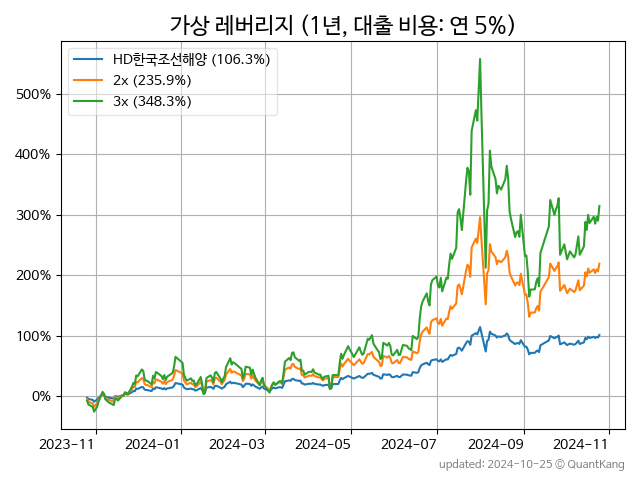 가상 레버리지 (1년, 대출 비용: 연 5%)
HD한국조선해양 (106.3%)
2x (235.9%)
3x (348.3%)
500%
400%
300%
200%
100%
0%
2023-11 2024-01 2024-03 2024-05 2024-07 2024-09 2024-11
updated: 2024-10-25 © QuantKang